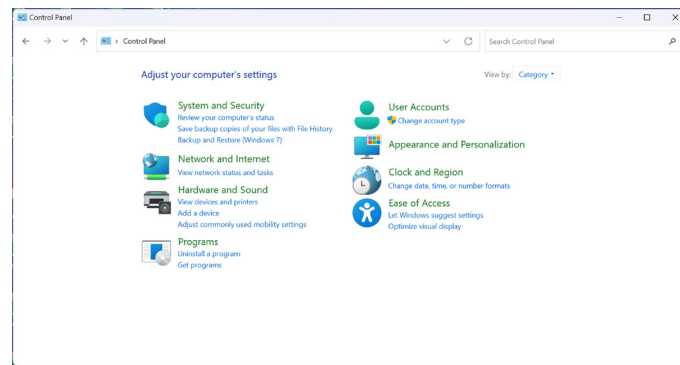 Control Panel
Control Panel
Search Control Panel
Adjust your computer's settings
View by: Category
System and Security
Review your computer's status
Save backup copies of your files with File History
Backup and Restore (Windows 7)
Network and Internet
View network status and tasks
Hardware and Sound
View devices and printers
Add a device
Adjust commonly used mobility settings
Programs
Uninstall a program
Get programs
User Accounts
Change account type
Appearance and Personalization
Clock and Region
Change date, time, or number formats
Ease of Access
Let Windows suggest settings
Optimize visual display